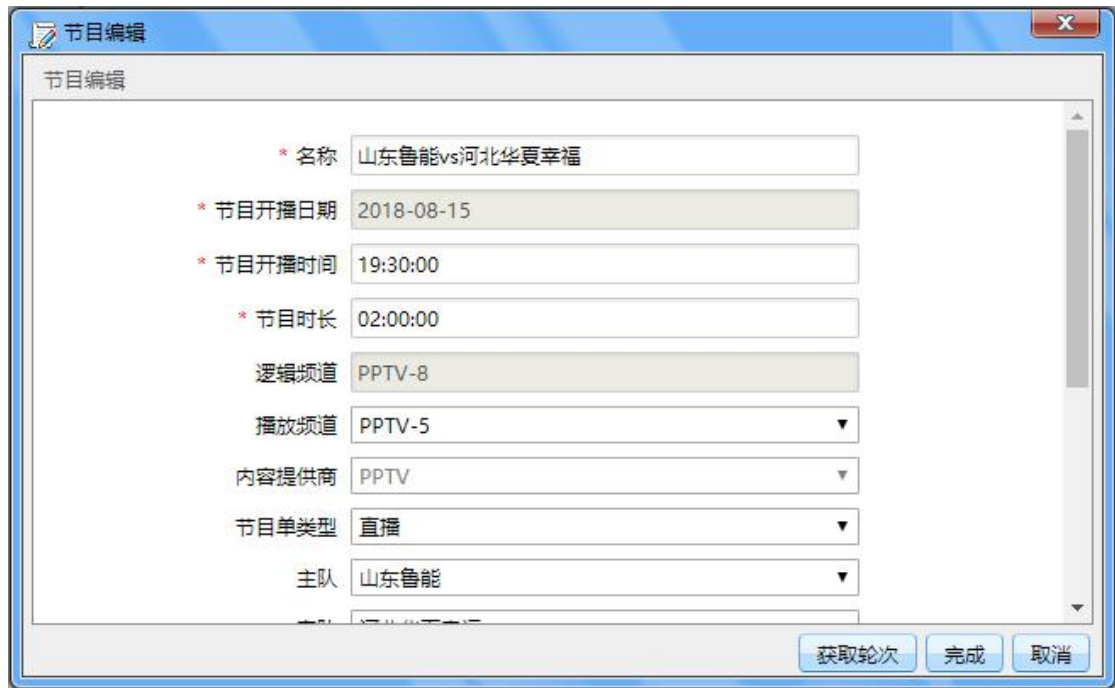 节目编辑
节目编辑
* 名称 山东鲁能vs河北华夏幸福
* 节目开播日期 2018-08-15
* 节目开播时间 19:30:00
* 节目时长 02:00:00
逻辑频道 PPTV-8
播放频道 PPTV-5
内容提供商 PPTV
节目单类型 直播
主队 山东鲁能
获取轮次 完成 取消